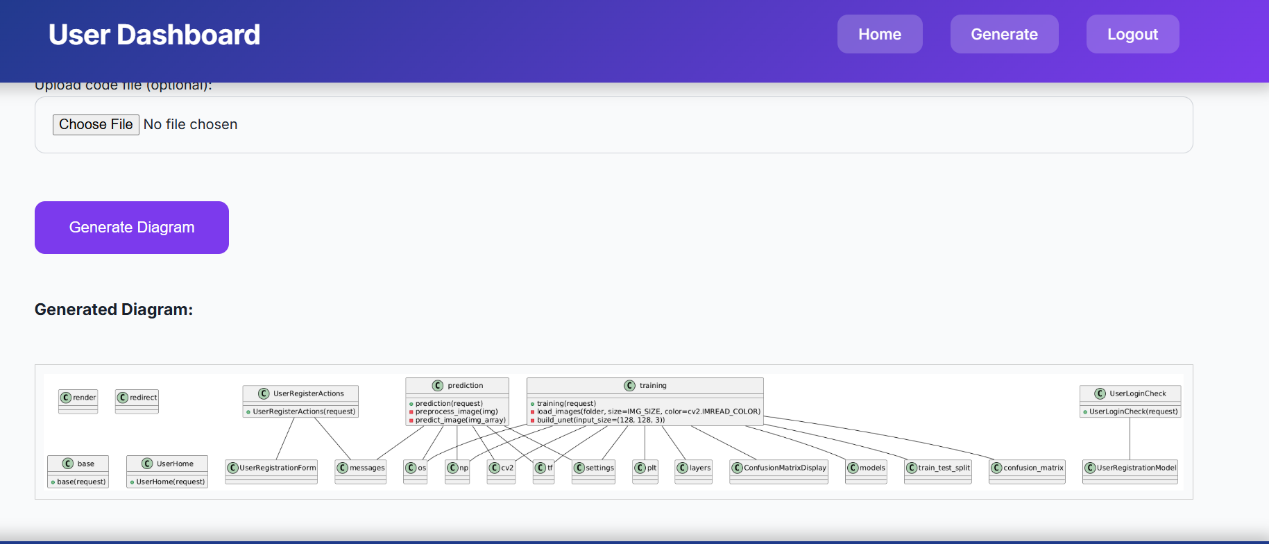 User Dashboard
Home
Generate
Logout
Upload code file (optional):
Choose File No file chosen
Generate Diagram
Generated Diagram:
C render
C redirect
C UserRegisterActions
UserRegisterActions(request)
C prediction
prediction(request)
preprocess_image(img)
predict_image(img_array)
C training
training(request)
load_images(folder, size=IMG_SIZE, color=cv2.IMREAD_COLOR)
build_unet(input_size=(128, 128, 3))
C UserLoginCheck
UserLoginCheck(request)
C base
base(request)
C UserHome
UserHome(request)
C UserRegistrationForm
C messages
C os
C np
C cv2
C tf
C settings
C plt
C layers
C ConfusionMatrixDisplay
C models
C train_test_split
C confusion_matrix
C UserRegistrationModel